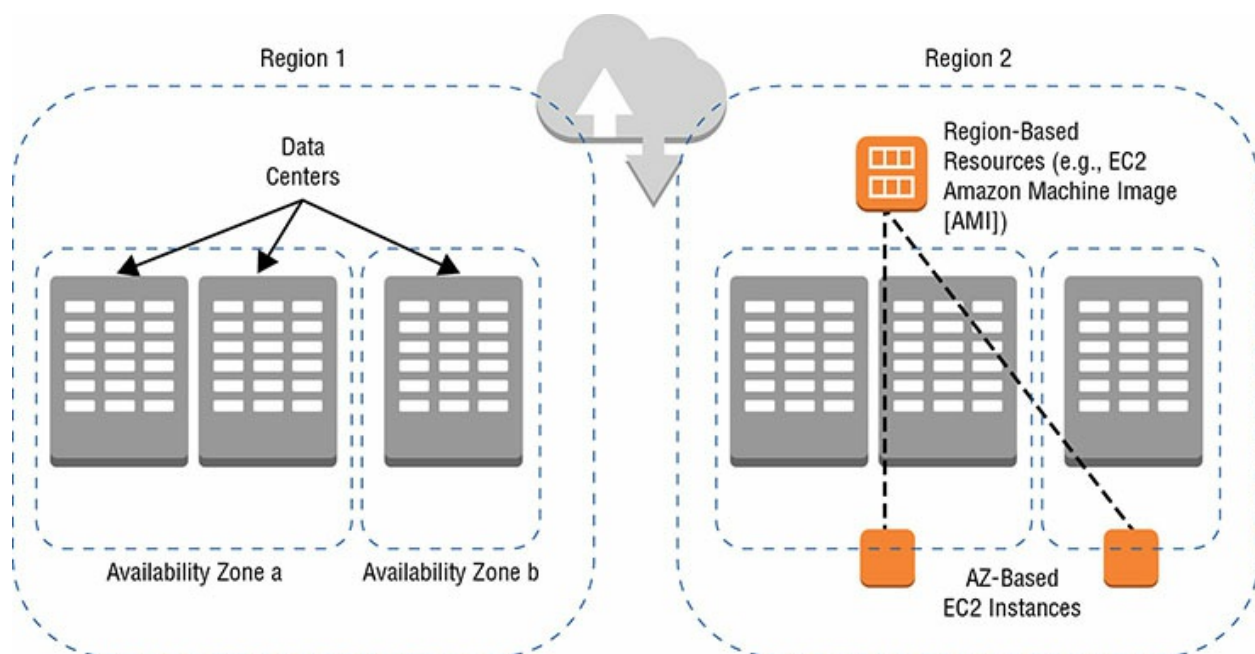 Region 1
Region 2
Data
Centers
Region-Based
Resources (e.g., EC2
Amazon Machine Image
[AMI])
Availability Zone a
Availability Zone b
AZ-Based
EC2 Instances